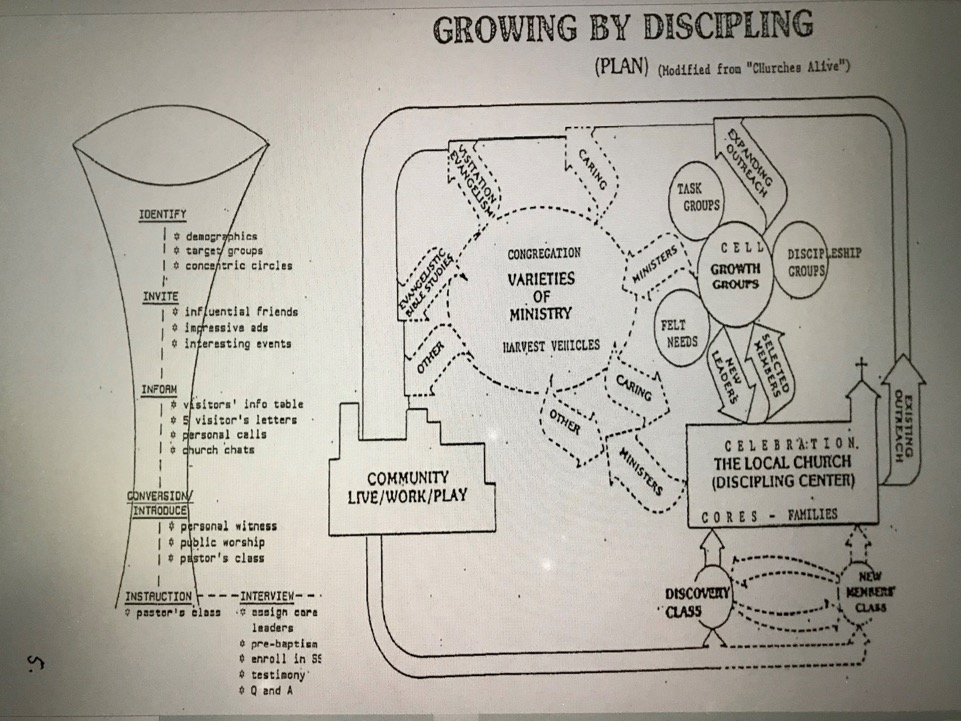 GROWING BY DISCIPLING
(PLAN) (Modified from "CHurches Alive")
IDENTIFY
demographics
target groups
concentric circles
INVITE
influential friends
impressive ads
interesting events
INFORM
visitors' info table
5 visitor's letters
personal calls
church chats
CONVERSION/
INTRODUCE
personal witness
public worship
pastor's class
INSTRUCTION
pastor's class
INTERVIEW
assign care
leaders
pre-baptism
enroll in SS
testimony
Q and A
5.
VISITATION
EVANGELISM
CARING
EXPANDING
OUTREACH
EVANGELISTIC
BIBLE STUDIES
OTHER
CONGREGATION
VARIETIES
OF
MINISTRY
HARVEST VEHICLES
MINISTERS
TASK
GROUPS
CELL
GROWTH
GROUPS
DISCIPLESHIP
GROUPS
FELT
NEEDS
NEW
LEADERS
SELECTED
MEMBERS
CARING
OTHER
MINISTERS
COMMUNITY
LIVE/WORK/PLAY
CELEBRATION.
THE LOCAL CHURCH
(DISCIPLING CENTER)
CORES - FAMILIES
EXISTING
OUTREACH
DISCOVERY
CLASS
NEW
MEMBERS'
CLASS